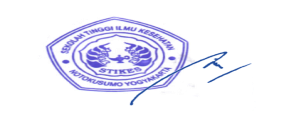 SEKOLAH TINGGI ILMU KESEHATAN
STIKES
NOTOKUSUMO YOGYAKARTA